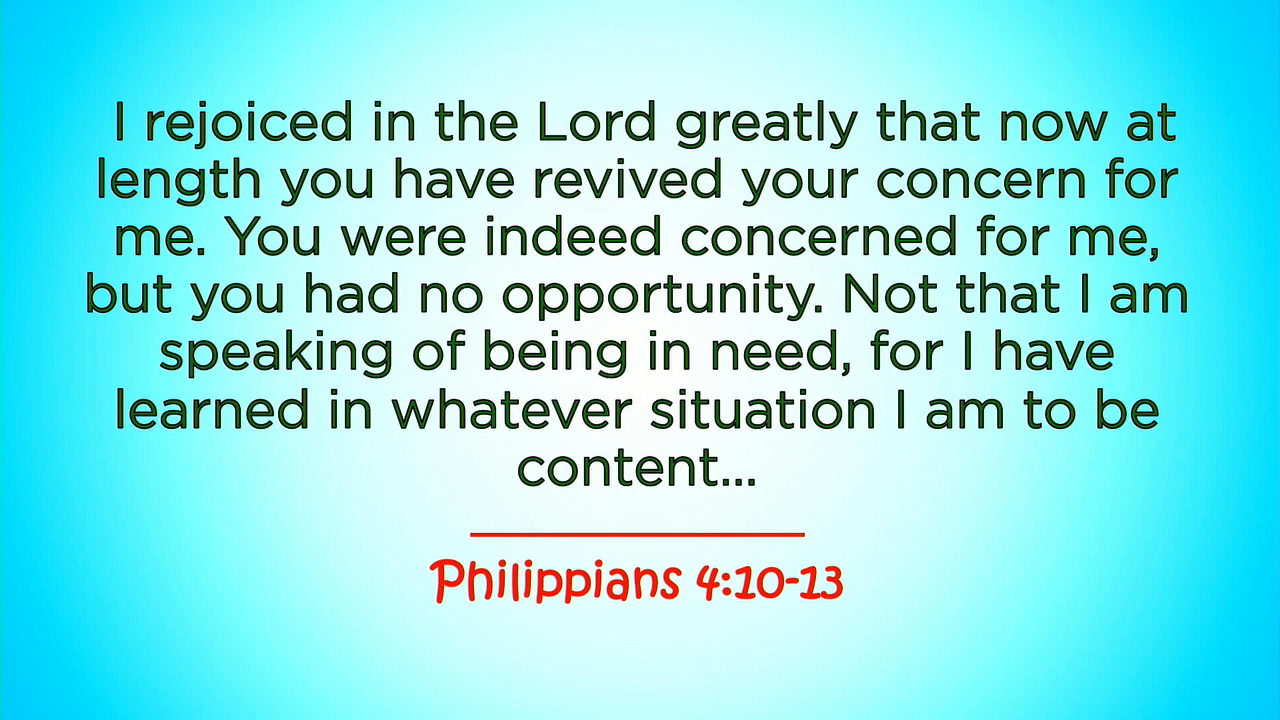 I rejoiced in the Lord greatly that now at
length you have revived your concern for
me. You were indeed concerned for me,
but you had no opportunity. Not that I am
speaking of being in need, for I have
learned in whatever situation I am to be
content...
Philippians 4:10-13